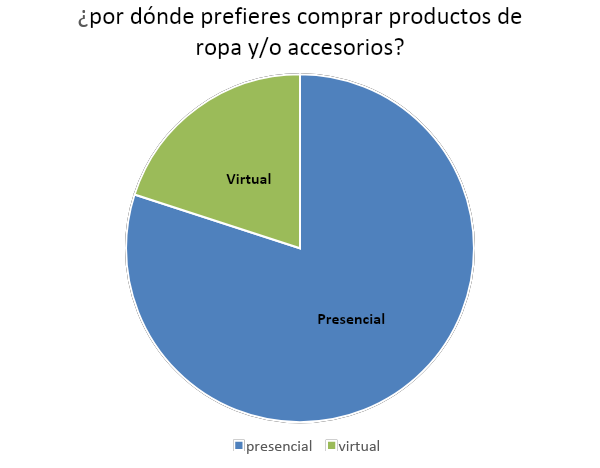 ¿por dónde prefieres comprar productos de
ropa y/o accesorios?
Virtual
Presencial
presencial virtual